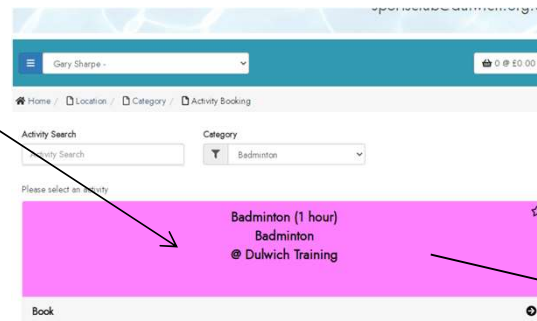 Gary Sharpe -
0 @ £0.00
Home / Location / Category / Activity Booking
Activity Search
Category
Activity Search
Badminton
Please select an activity
Badminton (1 hour)
Badminton
@ Dulwich Training
Book